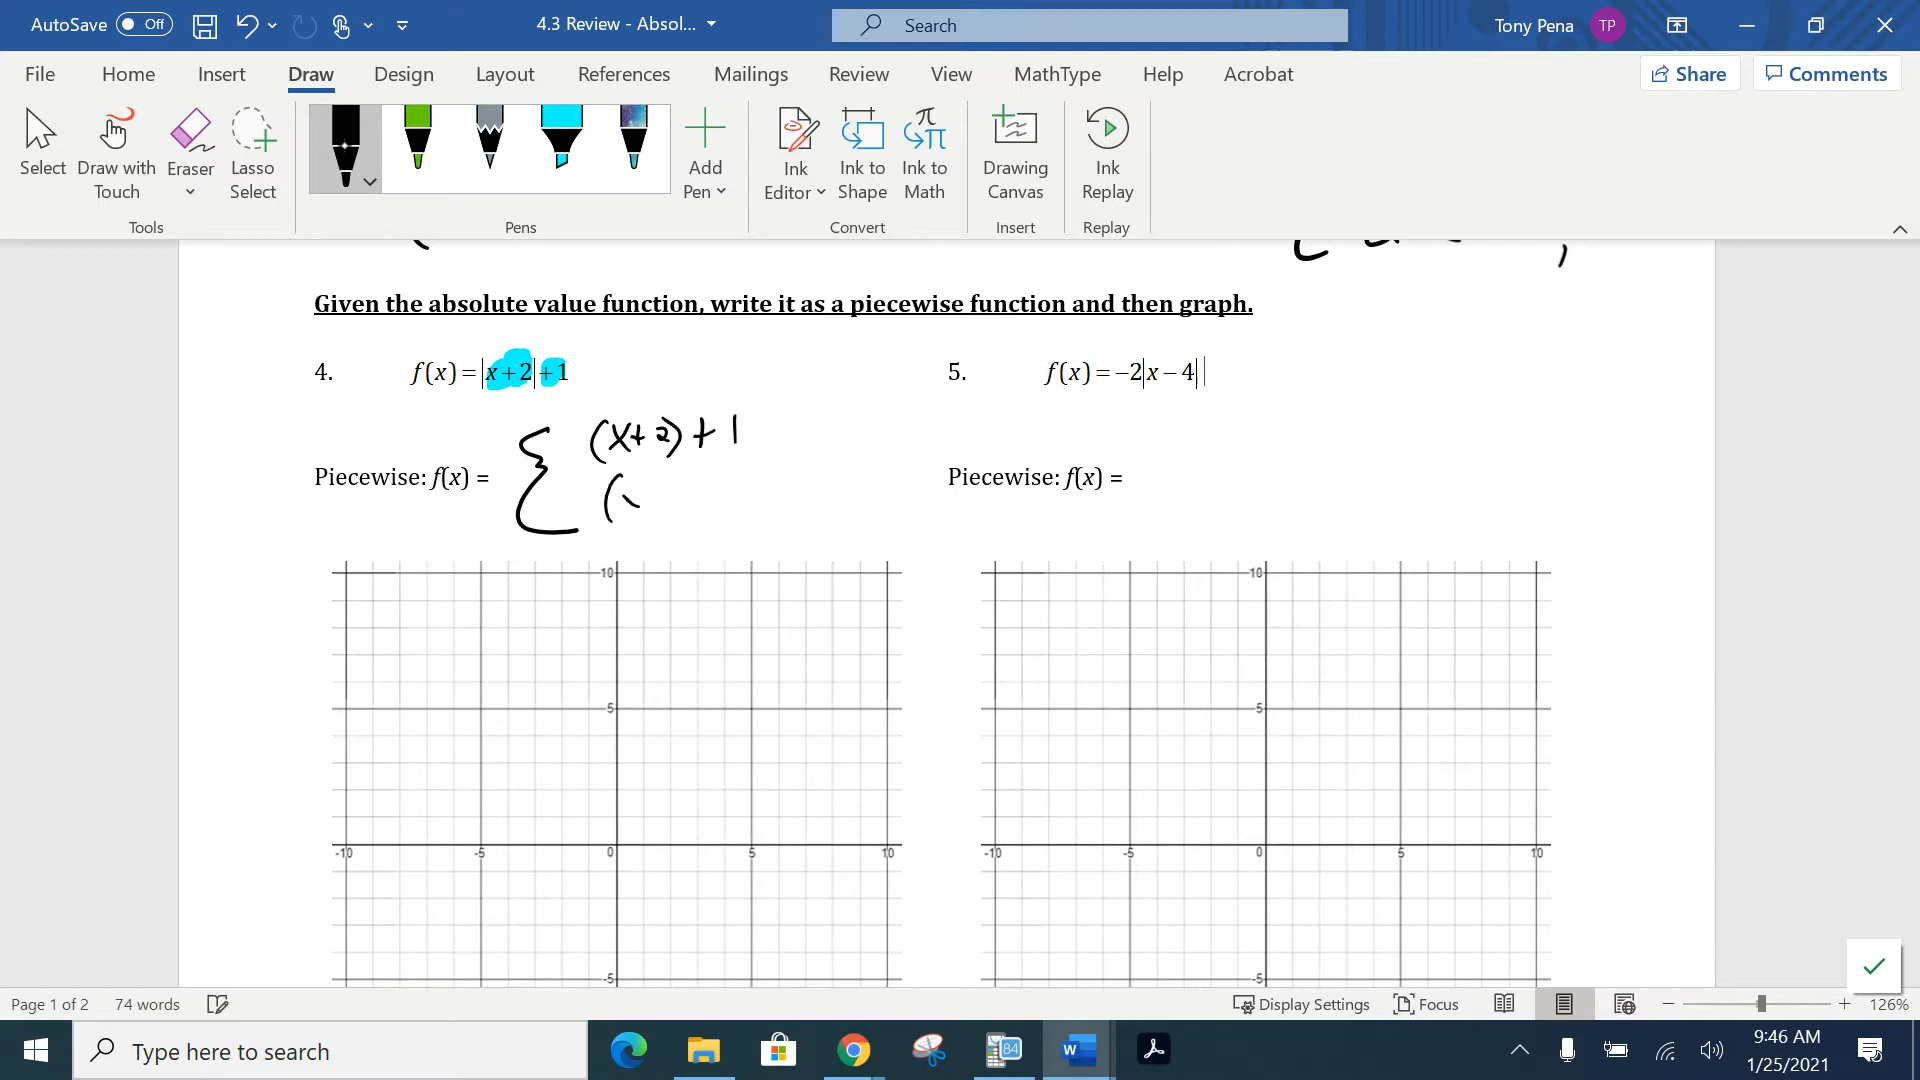 AutoSave Off 4.3 Review - Absol... Search Tony Pena TP
File Home Insert Draw Design Layout References Mailings Review View MathType Help Acrobat Share Comments
Select Draw with Touch Eraser Lasso Select Add Pen Ink Editor Ink to Shape Ink to Math Drawing Canvas Ink Replay
Tools Pens Convert Insert Replay
Given the absolute value function, write it as a piecewise function and then graph.
4. f(x) = |x+2|+1 5. f(x) = −2|x − 4|
(x+2) + 1
Piecewise: f(x) = { Piecewise: f(x) =
(
10 10
5 5
-10 -5 0 5 10 -10 -5 0 5 10
-5 -5
Page 1 of 2 74 words Display Settings Focus 126%
Type here to search 84 W 9:46 AM
1/25/2021